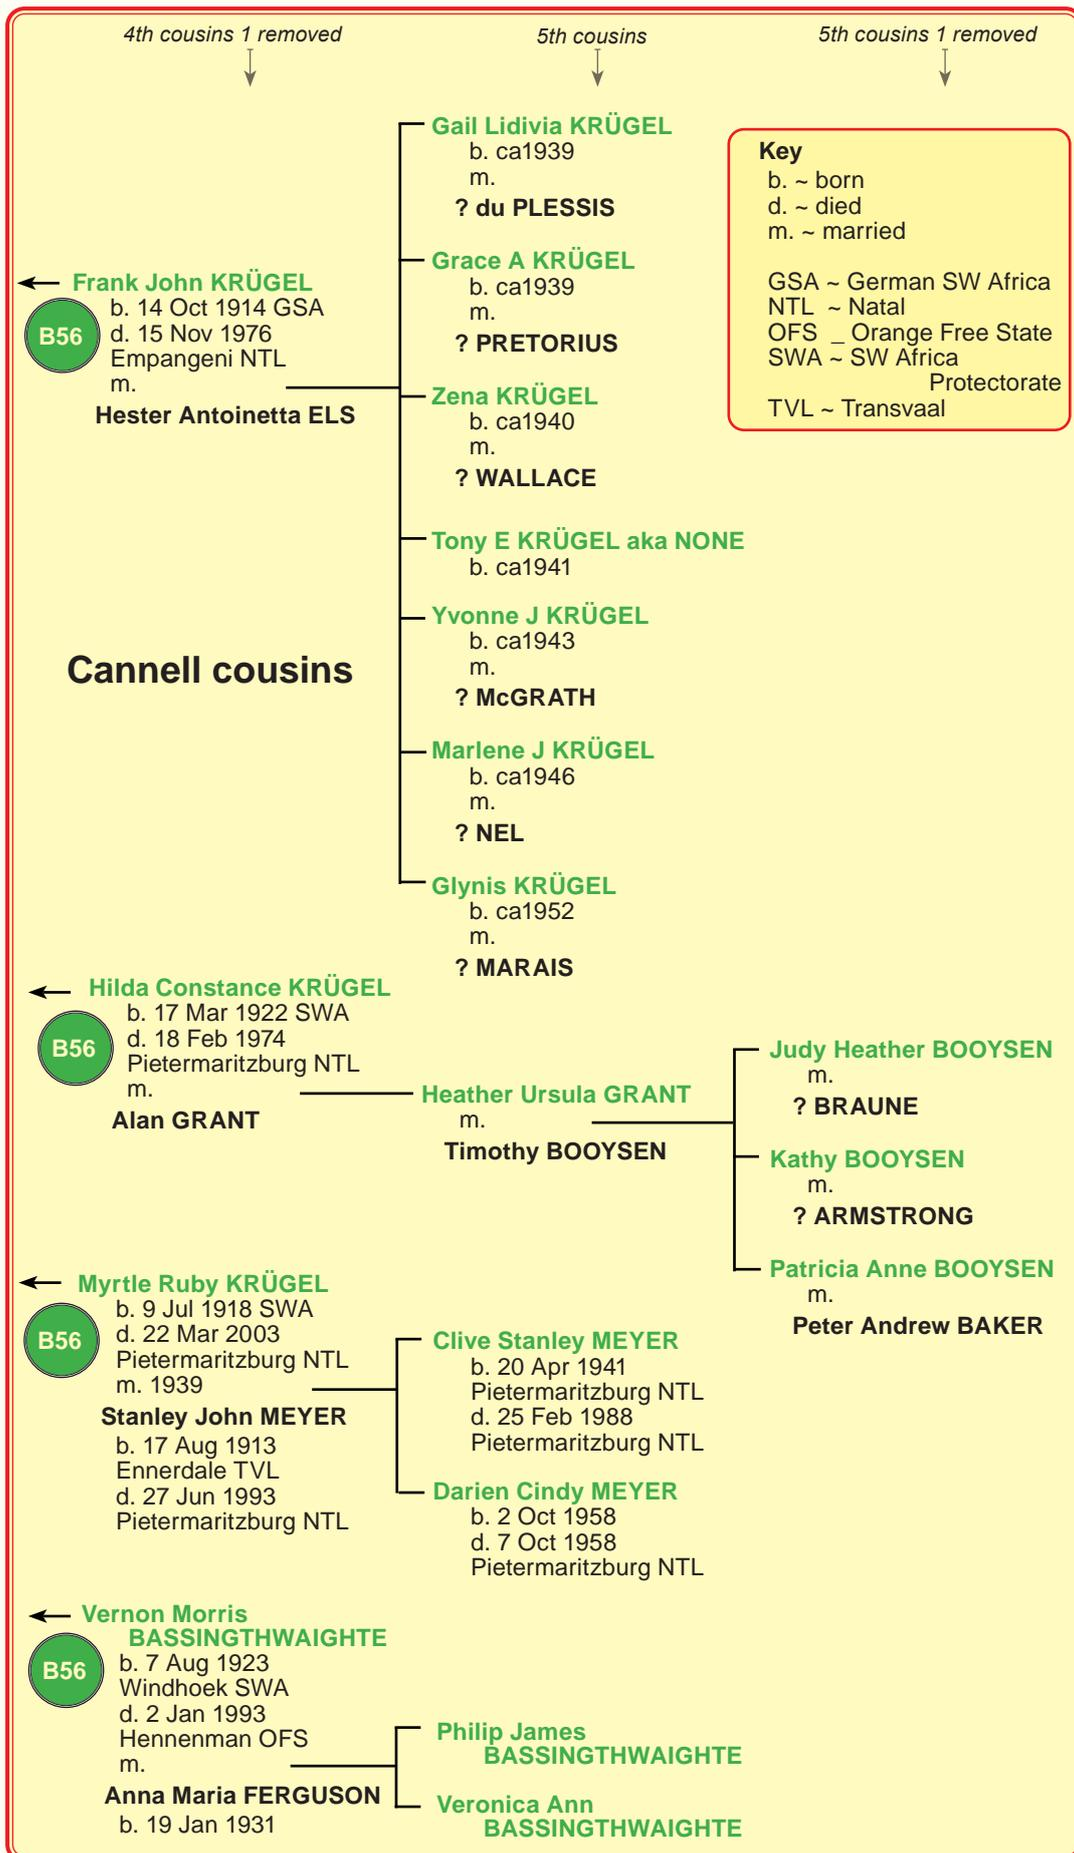 4th cousins 1 removed
5th cousins
5th cousins 1 removed
Key
b. ~ born
d. ~ died
m. ~ married
GSA ~ German SW Africa
NTL ~ Natal
OFS _ Orange Free State
SWA ~ SW Africa
Protectorate
TVL ~ Transvaal
Frank John KRÜGEL
B56
b. 14 Oct 1914 GSA
d. 15 Nov 1976
Empangeni NTL
m.
Hester Antoinetta ELS
Gail Lidivia KRÜGEL
b. ca1939
m.
? du PLESSIS
Grace A KRÜGEL
b. ca1939
m.
? PRETORIUS
Zena KRÜGEL
b. ca1940
m.
? WALLACE
Tony E KRÜGEL aka NONE
b. ca1941
Yvonne J KRÜGEL
b. ca1943
m.
? McGRATH
Marlene J KRÜGEL
b. ca1946
m.
? NEL
Glynis KRÜGEL
b. ca1952
m.
? MARAIS
Cannell cousins
Hilda Constance KRÜGEL
B56
b. 17 Mar 1922 SWA
d. 18 Feb 1974
Pietermaritzburg NTL
m.
Alan GRANT
Heather Ursula GRANT
m.
Timothy BOOYSEN
Judy Heather BOOYSEN
m.
? BRAUNE
Kathy BOOYSEN
m.
? ARMSTRONG
Patricia Anne BOOYSEN
m.
Peter Andrew BAKER
Myrtle Ruby KRÜGEL
B56
b. 9 Jul 1918 SWA
d. 22 Mar 2003
Pietermaritzburg NTL
m. 1939
Stanley John MEYER
b. 17 Aug 1913
Ennerdale TVL
d. 27 Jun 1993
Pietermaritzburg NTL
Clive Stanley MEYER
b. 20 Apr 1941
Pietermaritzburg NTL
d. 25 Feb 1988
Pietermaritzburg NTL
Darien Cindy MEYER
b. 2 Oct 1958
d. 7 Oct 1958
Pietermaritzburg NTL
Vernon Morris
BASSINGTHWAIGHTE
B56
b. 7 Aug 1923
Windhoek SWA
d. 2 Jan 1993
Hennenman OFS
m.
Anna Maria FERGUSON
b. 19 Jan 1931
Philip James
BASSINGTHWAIGHTE
Veronica Ann
BASSINGTHWAIGHTE